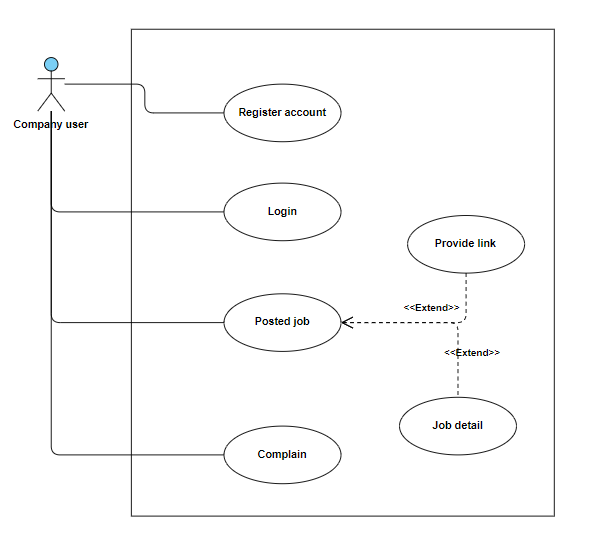 Company user
Register account
Login
Provide link
<<Extend>>
Posted job
<<Extend>>
Job detail
Complain